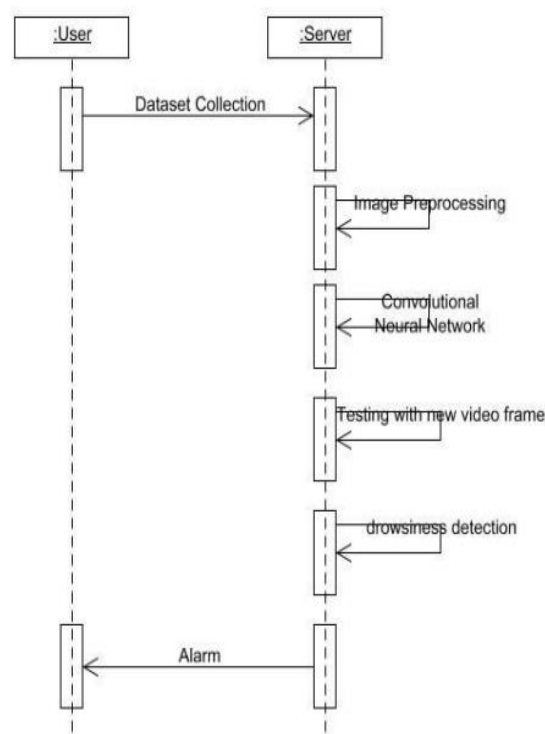 :User
:Server
Dataset Collection
Image Preprocessing
Convolutional
Neural Network
Testing with new video frame
drowsiness detection
Alarm